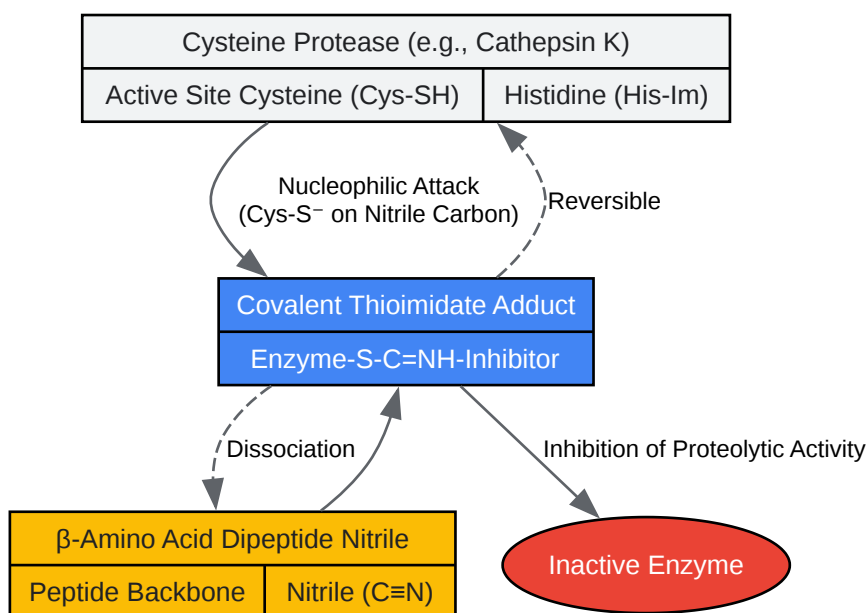 Cysteine Protease (e.g., Cathepsin K)
Active Site Cysteine (Cys-SH)
Histidine (His-Im)
Nucleophilic Attack
(Cys-S⁻ on Nitrile Carbon)
Reversible
Covalent Thioimidate Adduct
Enzyme-S-C=NH-Inhibitor
Dissociation
Inhibition of Proteolytic Activity
β-Amino Acid Dipeptide Nitrile
Peptide Backbone
Nitrile (C≡N)
Inactive Enzyme